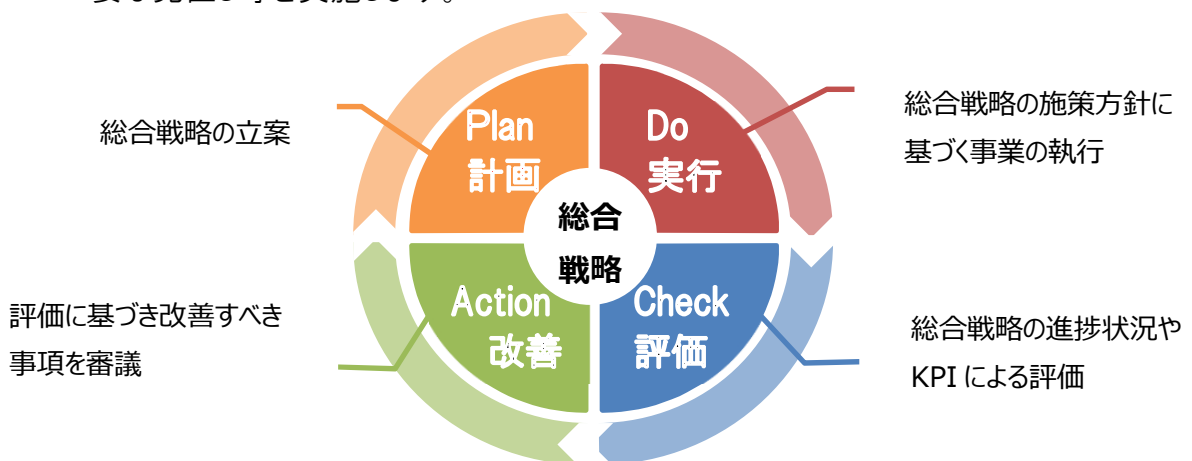 総合戦略の立案
Plan
計画
Do
実行
総合戦略の施策方針に
基づく事業の執行
総合
戦略
評価に基づき改善すべき
事項を審議
Action
改善
Check
評価
総合戦略の進捗状況や
KPI による評価